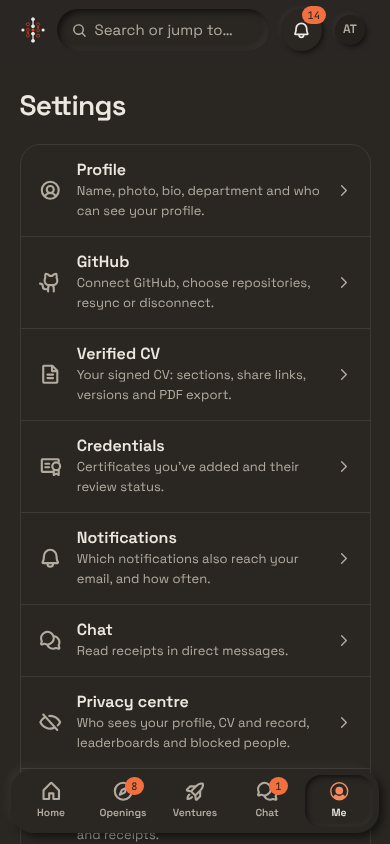 Search or jump to...
14
AT
Settings
Profile
Name, photo, bio, department and who
can see your profile.
GitHub
Connect GitHub, choose repositories,
resync or disconnect.
Verified CV
Your signed CV: sections, share links,
versions and PDF export.
Credentials
Certificates you've added and their
review status.
Notifications
Which notifications also reach your
email, and how often.
Chat
Read receipts in direct messages.
Privacy centre
Who sees your profile, CV and record,
leaderboards and blocked people.
8
1
Home
Openings
Ventures
Chat
Me
and receipts.